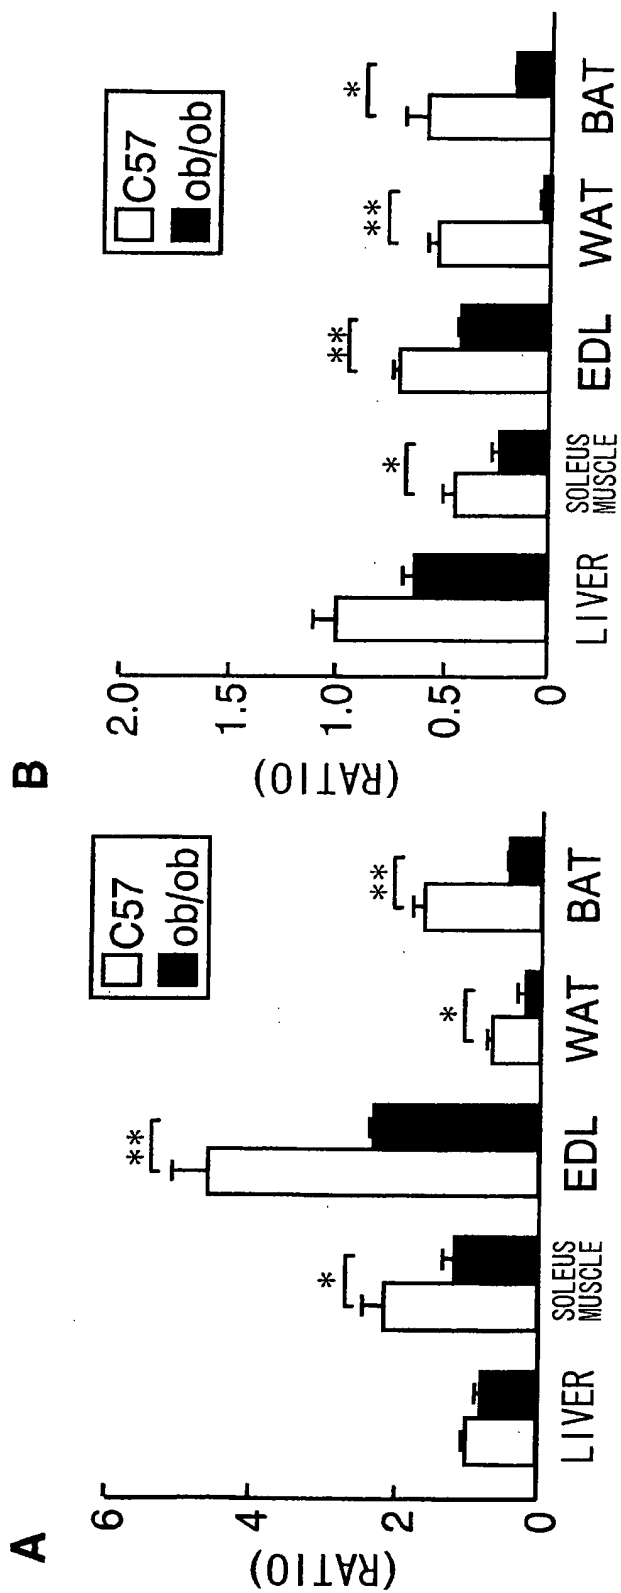 A
(RATIO)
6
4
2
0
C57
ob/ob
**
*
**
*
**
LIVER
SOLEUS
MUSCLE
EDL
WAT
BAT
B
(RATIO)
2.0
1.5
1.0
0.5
0
C57
ob/ob
*
**
**
*
LIVER
SOLEUS
MUSCLE
EDL
WAT
BAT